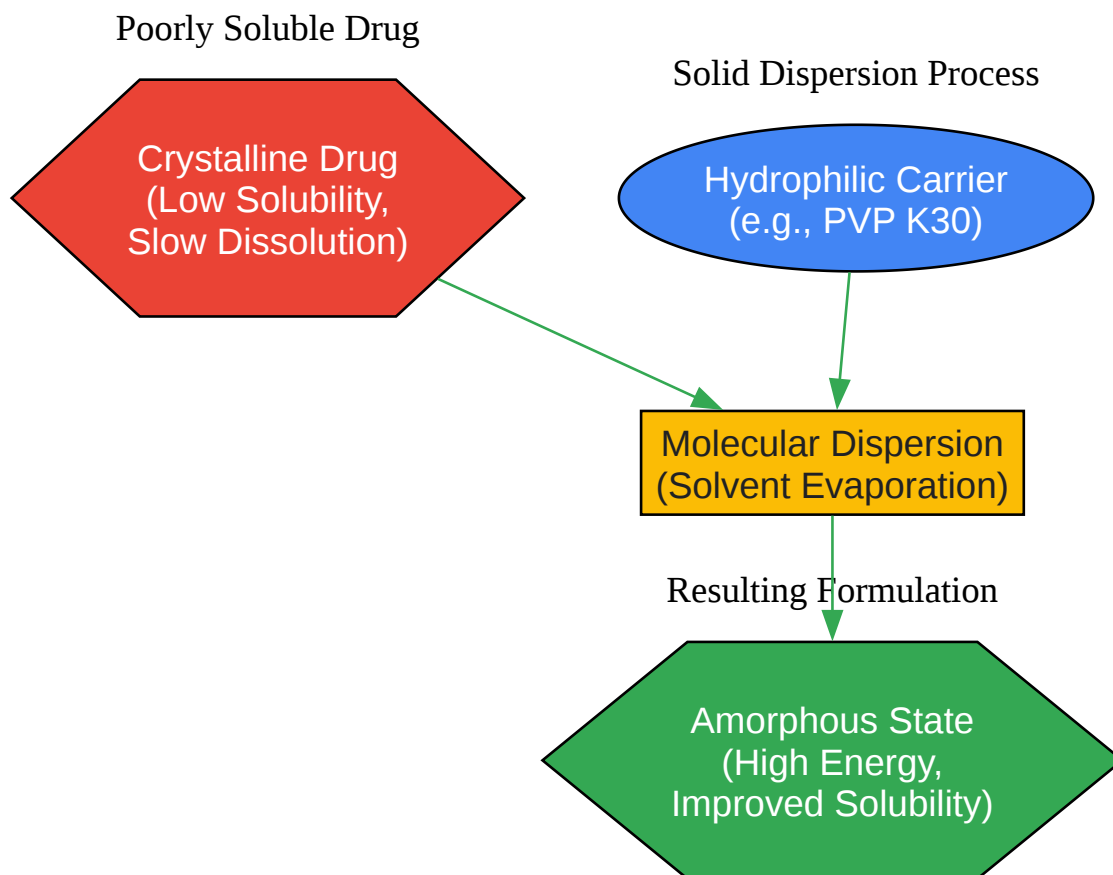 Poorly Soluble Drug
Crystalline Drug
(Low Solubility,
Slow Dissolution)
Solid Dispersion Process
Hydrophilic Carrier
(e.g., PVP K30)
Molecular Dispersion
(Solvent Evaporation)
Resulting Formulation
Amorphous State
(High Energy,
Improved Solubility)